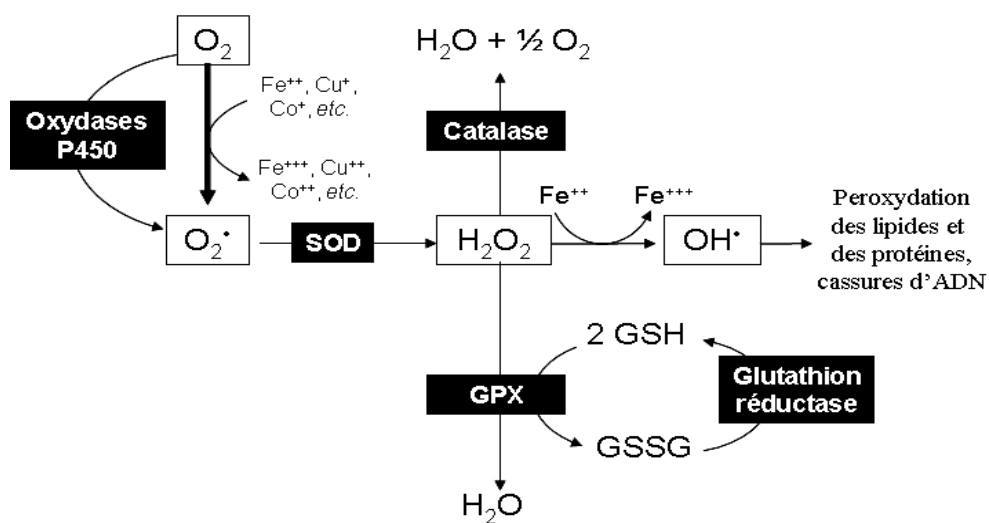 O₂
H₂O + ½ O₂
Fe⁺⁺, Cu⁺,
Co⁺, etc.
Oxydases
P450
Catalase
Fe⁺⁺⁺, Cu⁺⁺,
Co⁺⁺, etc.
Fe⁺⁺
Fe⁺⁺⁺
O₂•
SOD
H₂O₂
OH•
Peroxydation
des lipides et
des protéines,
cassures d'ADN
2 GSH
GPX
Glutathion
réductase
GSSG
H₂O